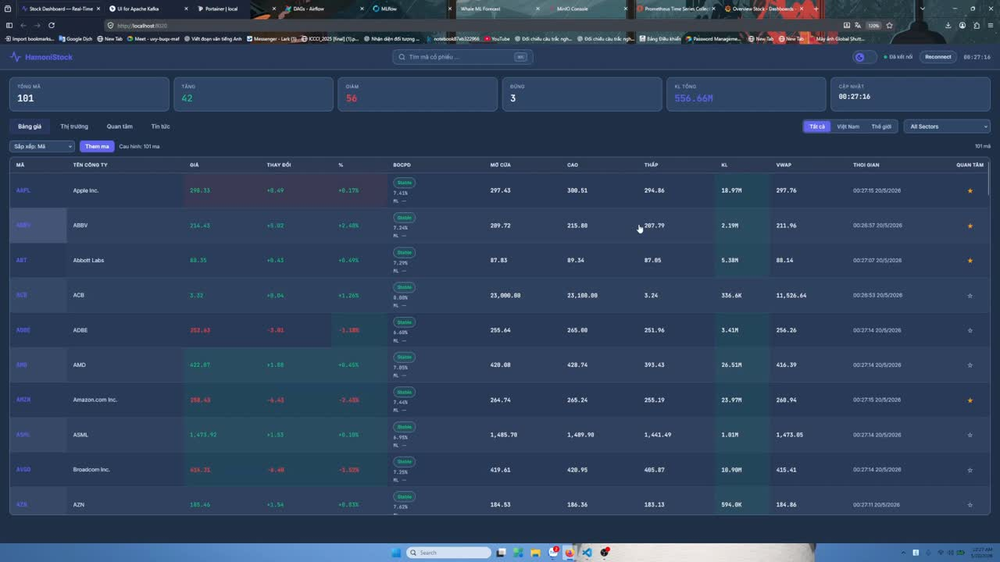 Stock Dashboard — Real-Time
UI for Apache Kafka
Portainer | local
DAGs - Airflow
MLflow
Whale ML Forecast
MinIO Console
Prometheus Time Series Collect
Overview Stock - Dashboards -
http://localhost:8020
120%
Import bookmarks...
Google Dịch
New Tab
Meet - uvy-buqx-maf
Viết đoạn văn tiếng Anh
Messenger - Lark (3)
ICCCI_2025 [final] (1).p...
Nhận diện đối tượng ...
notebook87eb322966
YouTube
Đối chiếu câu trắc ngh...
Đối chiếu câu trắc ngh...
Bảng Điều khiển
Password Manageme...
New Tab
New Tab
Máy ảnh Global Shutt...
HamoniStock
Tìm mã cổ phiếu ...
⌘K
Đã kết nối
Reconnect
00:27:16
TỔNG MÃ
101
TĂNG
42
GIẢM
56
ĐỨNG
3
KL TỔNG
556.66M
CẬP NHẬT
00:27:16
Bảng giá
Thị trường
Quan tâm
Tin tức
Tất cả
Việt Nam
Thế giới
All Sectors
Sắp xếp: Mã
Them ma
Cau hinh: 101 ma
101 mã
MÃ TÊN CÔNG TY GIÁ THAY ĐỔI % BOCPD MỞ CỬA CAO THẤP KL VWAP THOI GIAN QUAN TÂM
AAPL Apple Inc. 298.33 +0.49 +0.17% Stable 297.43 300.51 294.86 18.97M 297.76 00:27:15 20/5/2026 ★
7.41%
ML —
ABBV ABBV 214.43 +5.02 +2.40% Stable 209.72 215.80 207.79 2.19M 211.96 00:26:57 20/5/2026 ★
7.24%
ML —
ABT Abbott Labs 88.35 +0.43 +0.49% Stable 87.83 89.34 87.05 5.38M 88.14 00:27:07 20/5/2026 ★
7.29%
ML —
ACB ACB 3.32 +0.04 +1.26% Stable 23,000.00 23,100.00 3.24 336.6K 11,526.64 00:26:53 20/5/2026 ☆
0.00%
ML —
ADBE ADBE 252.63 -3.01 -1.18% Stable 255.64 265.00 251.96 3.41M 256.26 00:27:14 20/5/2026 ☆
6.60%
ML —
AMD AMD 422.07 +1.88 +0.45% Stable 420.08 428.74 393.43 26.51M 416.39 00:27:14 20/5/2026 ☆
7.05%
ML —
AMZN Amazon.com Inc. 258.43 -6.43 -2.43% Stable 264.74 265.24 255.19 23.97M 260.94 00:27:15 20/5/2026 ★
7.44%
ML —
ASML ASML 1,473.92 +1.53 +0.10% Stable 1,485.70 1,489.90 1,441.49 1.01M 1,473.05 00:27:14 20/5/2026 ☆
6.95%
ML —
AVGO Broadcom Inc. 414.31 -6.40 -1.52% Stable 419.61 420.95 405.87 10.90M 415.41 00:27:14 20/5/2026 ☆
7.25%
ML —
AZN AZN 185.46 +1.54 +0.83% Stable 184.53 186.36 183.13 594.0K 184.86 00:27:11 20/5/2026 ☆
7.62%
Search
12:27 AM